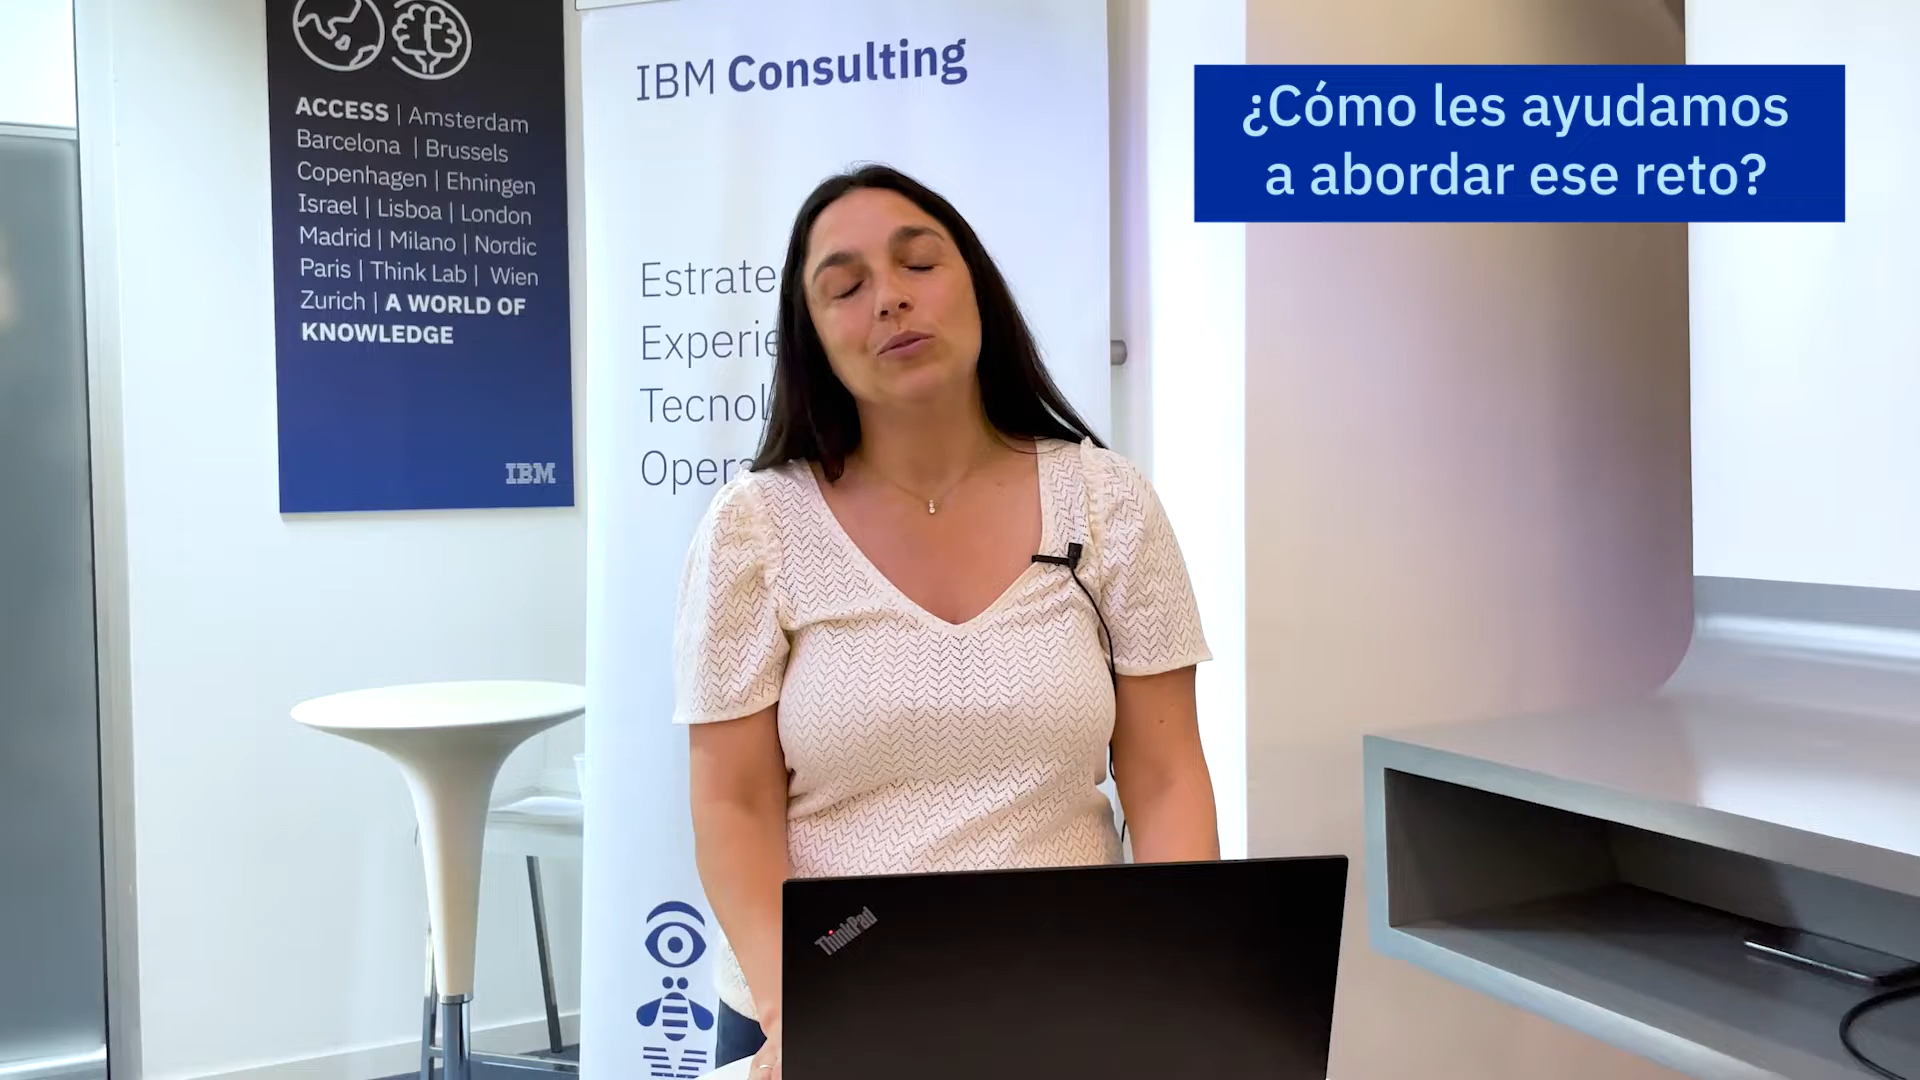 ACCESS | Amsterdam
Barcelona | Brussels
Copenhagen | Ehningen
Israel | Lisboa | London
Madrid | Milano | Nordic
Paris | Think Lab | Wien
Zurich | A WORLD OF
KNOWLEDGE
IBM
IBM Consulting
¿Cómo les ayudamos
a abordar ese reto?
ThinkPad